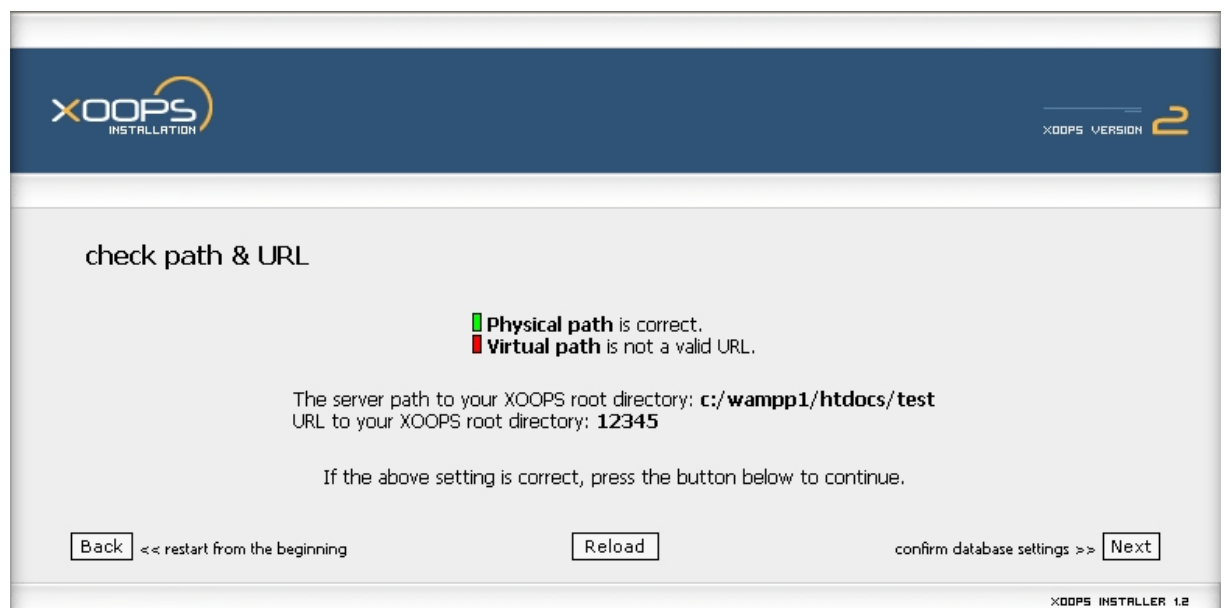 XOOPS
INSTALLATION
XOOPS VERSION 2
check path & URL
Physical path is correct.
Virtual path is not a valid URL.
The server path to your XOOPS root directory: c:/wampp1/htdocs/test
URL to your XOOPS root directory: 12345
If the above setting is correct, press the button below to continue.
Back << restart from the beginning Reload confirm database settings >> Next
XOOPS INSTALLER 1.2